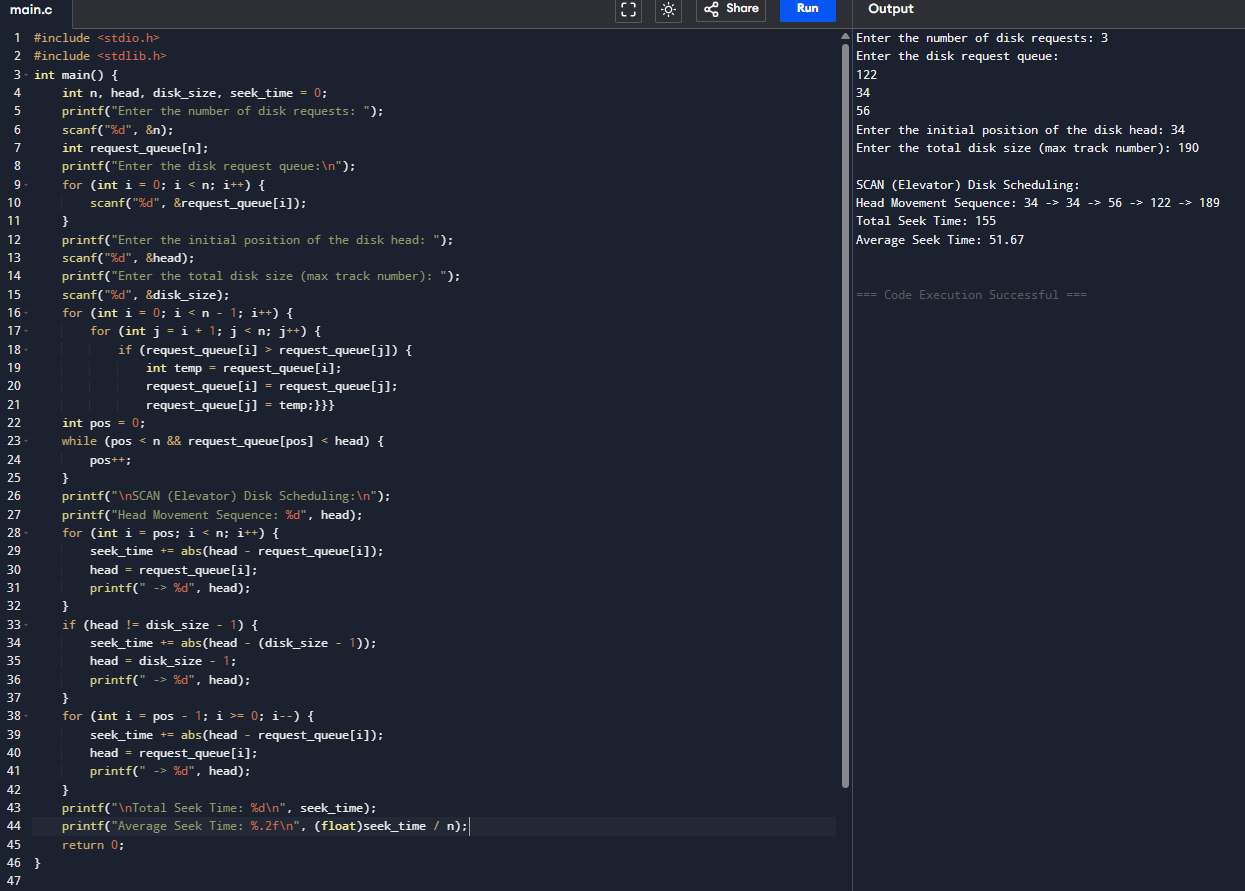 main.c
Share
Run
Output
1 #include <stdio.h>
2 #include <stdlib.h>
3 int main() {
4     int n, head, disk_size, seek_time = 0;
5     printf("Enter the number of disk requests: ");
6     scanf("%d", &n);
7     int request_queue[n];
8     printf("Enter the disk request queue:\n");
9     for (int i = 0; i < n; i++) {
10         scanf("%d", &request_queue[i]);
11     }
12     printf("Enter the initial position of the disk head: ");
13     scanf("%d", &head);
14     printf("Enter the total disk size (max track number): ");
15     scanf("%d", &disk_size);
16     for (int i = 0; i < n - 1; i++) {
17         for (int j = i + 1; j < n; j++) {
18             if (request_queue[i] > request_queue[j]) {
19                 int temp = request_queue[i];
20                 request_queue[i] = request_queue[j];
21                 request_queue[j] = temp;}}}
22     int pos = 0;
23     while (pos < n && request_queue[pos] < head) {
24         pos++;
25     }
26     printf("\nSCAN (Elevator) Disk Scheduling:\n");
27     printf("Head Movement Sequence: %d", head);
28     for (int i = pos; i < n; i++) {
29         seek_time += abs(head - request_queue[i]);
30         head = request_queue[i];
31         printf(" -> %d", head);
32     }
33     if (head != disk_size - 1) {
34         seek_time += abs(head - (disk_size - 1));
35         head = disk_size - 1;
36         printf(" -> %d", head);
37     }
38     for (int i = pos - 1; i >= 0; i--) {
39         seek_time += abs(head - request_queue[i]);
40         head = request_queue[i];
41         printf(" -> %d", head);
42     }
43     printf("\nTotal Seek Time: %d\n", seek_time);
44     printf("Average Seek Time: %.2f\n", (float)seek_time / n);
45     return 0;
46 }
47
Enter the number of disk requests: 3
Enter the disk request queue:
122
34
56
Enter the initial position of the disk head: 34
Enter the total disk size (max track number): 190
SCAN (Elevator) Disk Scheduling:
Head Movement Sequence: 34 -> 34 -> 56 -> 122 -> 189
Total Seek Time: 155
Average Seek Time: 51.67
=== Code Execution Successful ===